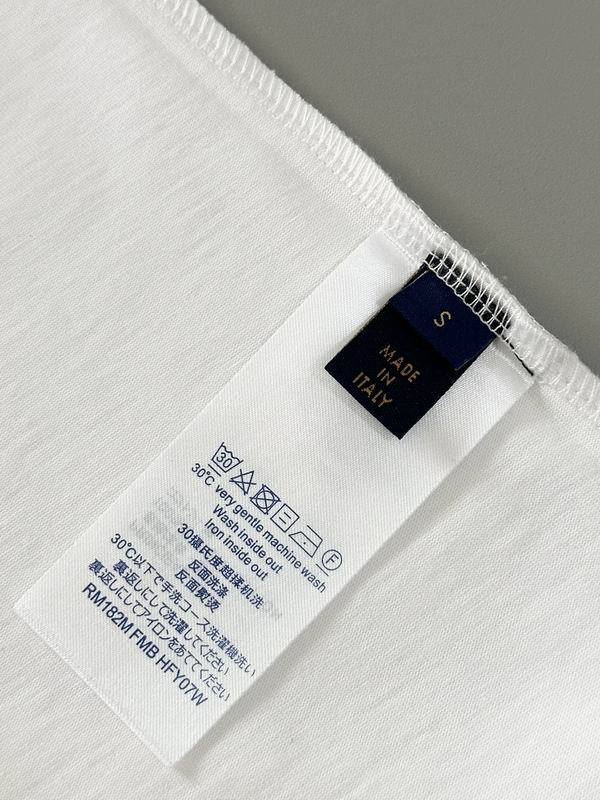 S
MADE
IN
ITALY
30
F
30°C very gentle machine wash
Wash inside out
Iron inside out
30攝氏度超揉机洗
反面洗涤
反面熨烫
30℃以下で手洗コース洗濯機洗い
裏返しにして洗濯してください
裏返しにしてアイロンをあててください
RM182M FMB HFY07W